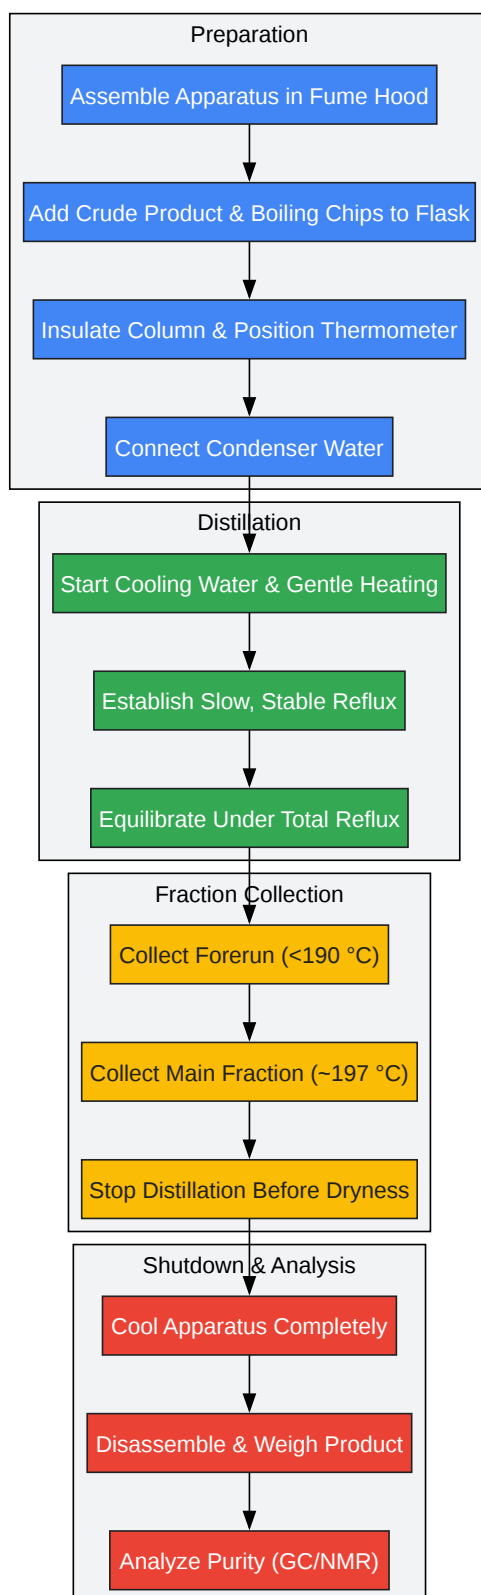 Preparation
Assemble Apparatus in Fume Hood
Add Crude Product & Boiling Chips to Flask
Insulate Column & Position Thermometer
Connect Condenser Water
Distillation
Start Cooling Water & Gentle Heating
Establish Slow, Stable Reflux
Equilibrate Under Total Reflux
Fraction Collection
Collect Forerun (<190 °C)
Collect Main Fraction (~197 °C)
Stop Distillation Before Dryness
Shutdown & Analysis
Cool Apparatus Completely
Disassemble & Weigh Product
Analyze Purity (GC/NMR)